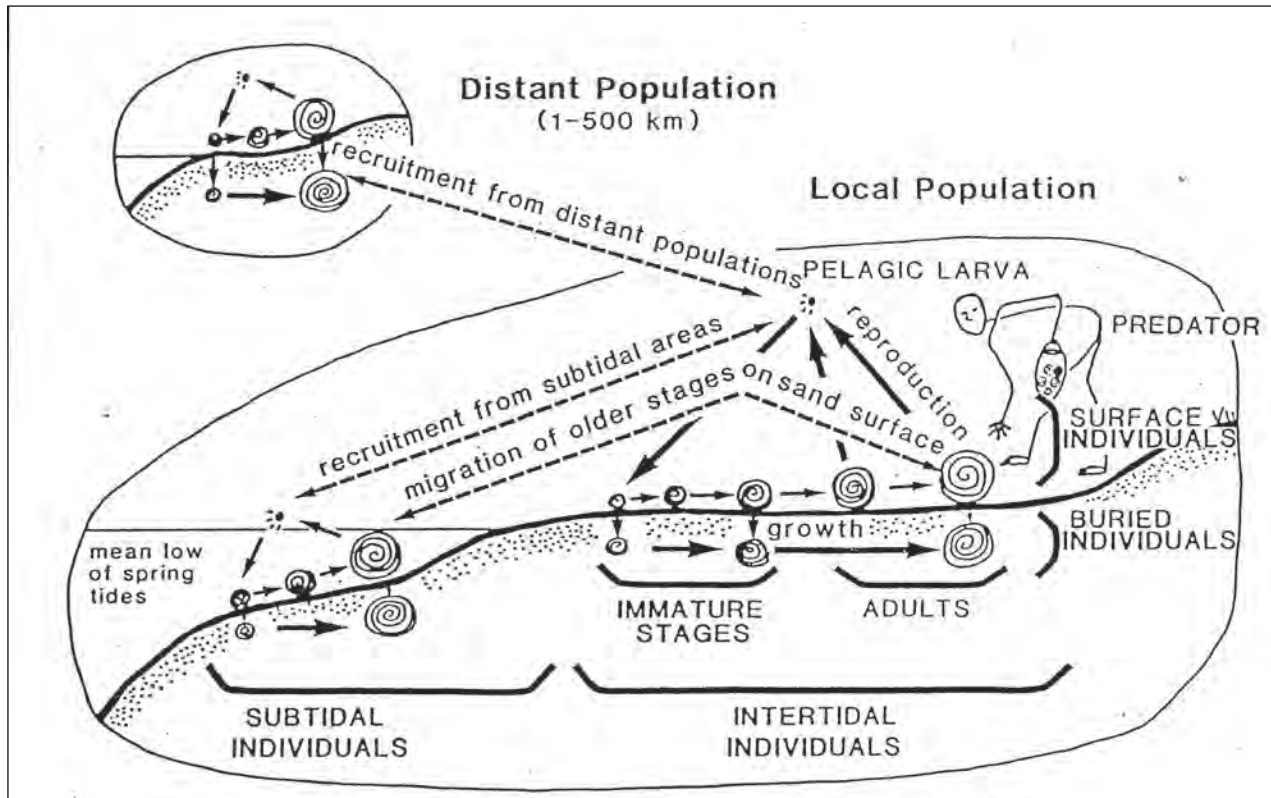 Distant Population
(1-500 km)
recruitment from distant populations
Local Population
PELAGIC LARVA
PREDATOR
reproduction
recruitment from subtidal areas
migration of older stages on sand surface
SURFACE
INDIVIDUALS
BURIED
INDIVIDUALS
growth
mean low
of spring
tides
IMMATURE
STAGES
ADULTS
SUBTIDAL
INDIVIDUALS
INTERTIDAL
INDIVIDUALS